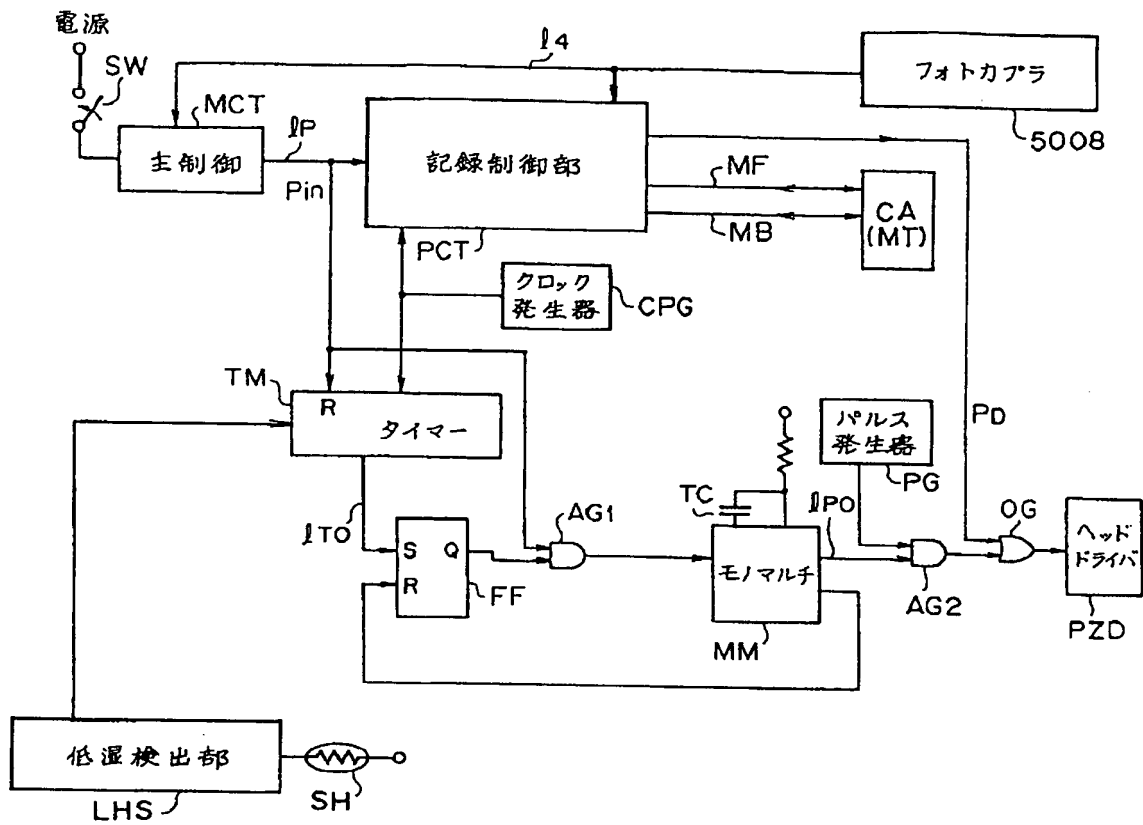 電源
SW
MCT
主制御
lP
Pin
l4
フォトカプラ
5008
記録制御部
PCT
MF
MB
CA
(MT)
クロック
発生器
CPG
TM
R
タイマー
lTO
S Q
R
FF
AG1
TC
モノマルチ
MM
lPO
パルス
発生器
PG
PD
AG2
OG
ヘッド
ドライバ
PZD
低湿検出部
LHS
SH